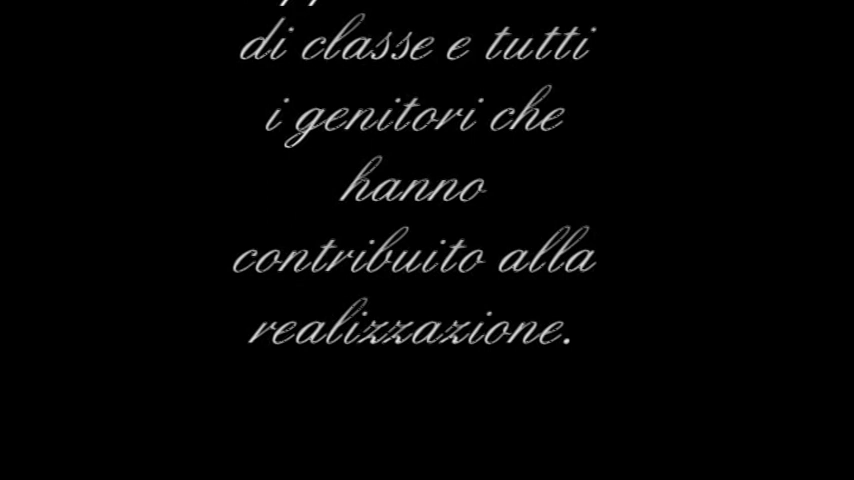 di classe e tutti
i genitori che
hanno
contribuito alla
realizzazione.